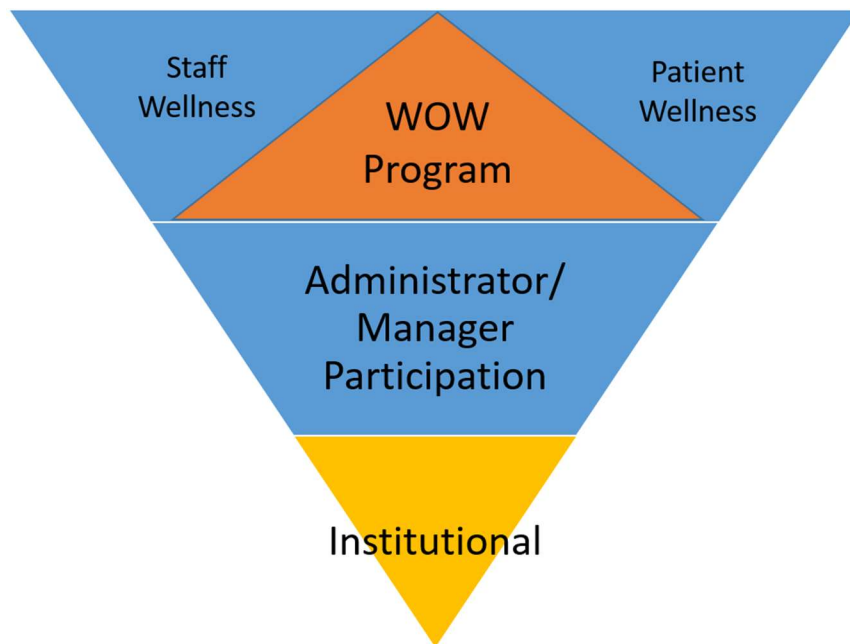 Staff
Wellness
WOW
Program
Patient
Wellness
Administrator/
Manager
Participation
Institutional